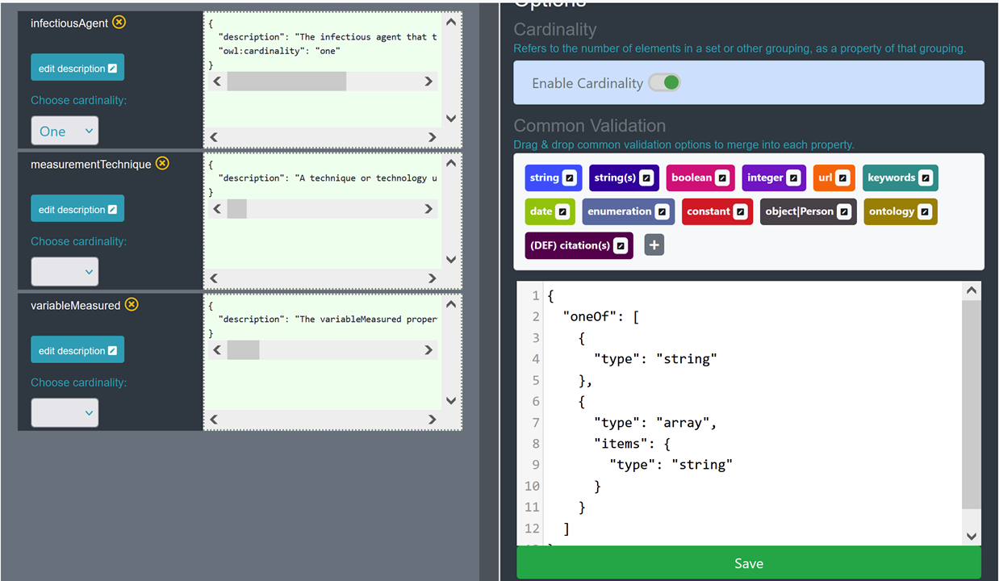 infectiousAgent
{
"description": "The infectious agent that t
"owl:cardinality": "one"
}
edit description
Choose cardinality:
One
measurementTechnique
{
"description": "A technique or technology u
}
edit description
Choose cardinality:
variableMeasured
{
"description": "The variableMeasured proper
}
edit description
Choose cardinality:
Options
Cardinality
Refers to the number of elements in a set or other grouping, as a property of that grouping.
Enable Cardinality
Common Validation
Drag & drop common validation options to merge into each property.
string string(s) boolean integer url keywords
date enumeration constant object|Person ontology
(DEF) citation(s) +
1 {
2 "oneOf": [
3 {
4 "type": "string"
5 },
6 {
7 "type": "array",
8 "items": {
9 "type": "string"
10 }
11 }
12 ]
Save